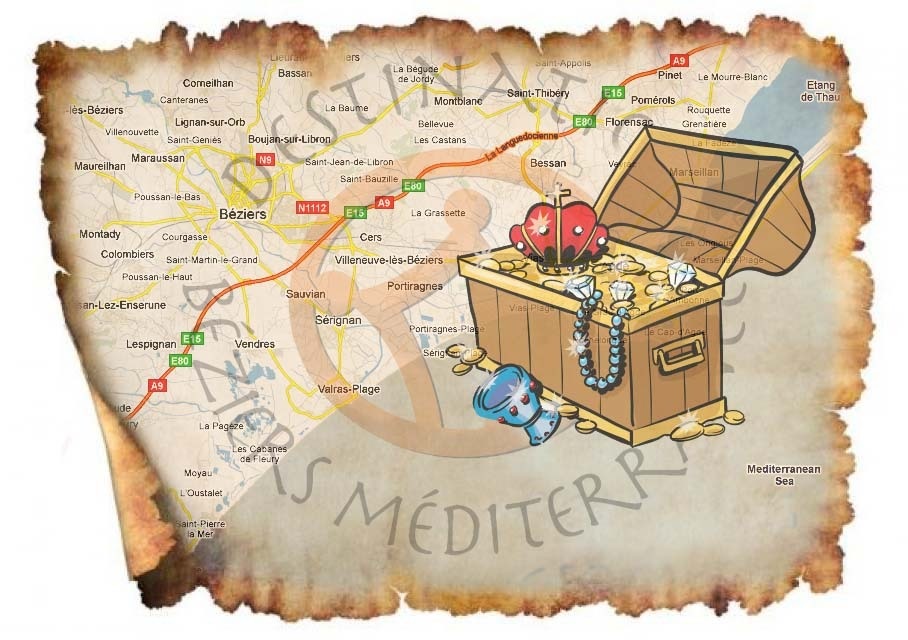 DESTINAT
BÉZIERS MÉDITERR
Lieuran
Bassan
La Bégude
de Jordy
Saint-Appolis
A9
Pinet
Le Mourre-Blanc
Etang
de Thau
Corneilhan
Canteranes
Montblanc
Saint-Thibéry
E15
Pomérols
Rouquette
-lès-Béziers
La Baume
Lignan-sur-Orb
Bellevue
E80
Florensac
Grenatière
Villenouvette
Saint-Geniés
Boujan-sur-Libron
Les Castans
La Languedocienne
Maraussan
N9
Saint-Jean-de-Libron
Bessan
Maureilhan
Saint-Bauzille
E80
Marseillan
Poussan-le-Bas
A9
Béziers
N1112
E15
La Grassette
Montady
Courgasse
Cers
Colombiers
Saint-Martin-le-Grand
Villeneuve-lès-Béziers
Marseillan-Plage
Poussan-le-Haut
Portiragnes
san-Lez-Enserune
Sauvian
Vias-Plage
Sérignan
Portiragnes-Plage
Le Cap-d'Agde
Lespignan
E15
Vendres
E80
Sérignan-Plage
A9
Valras-Plage
La Pagèze
Les Cabanes
de Fleury
Moyau
L'Oustalet
Mediterranean
Sea
Saint-Pierre
la Mer